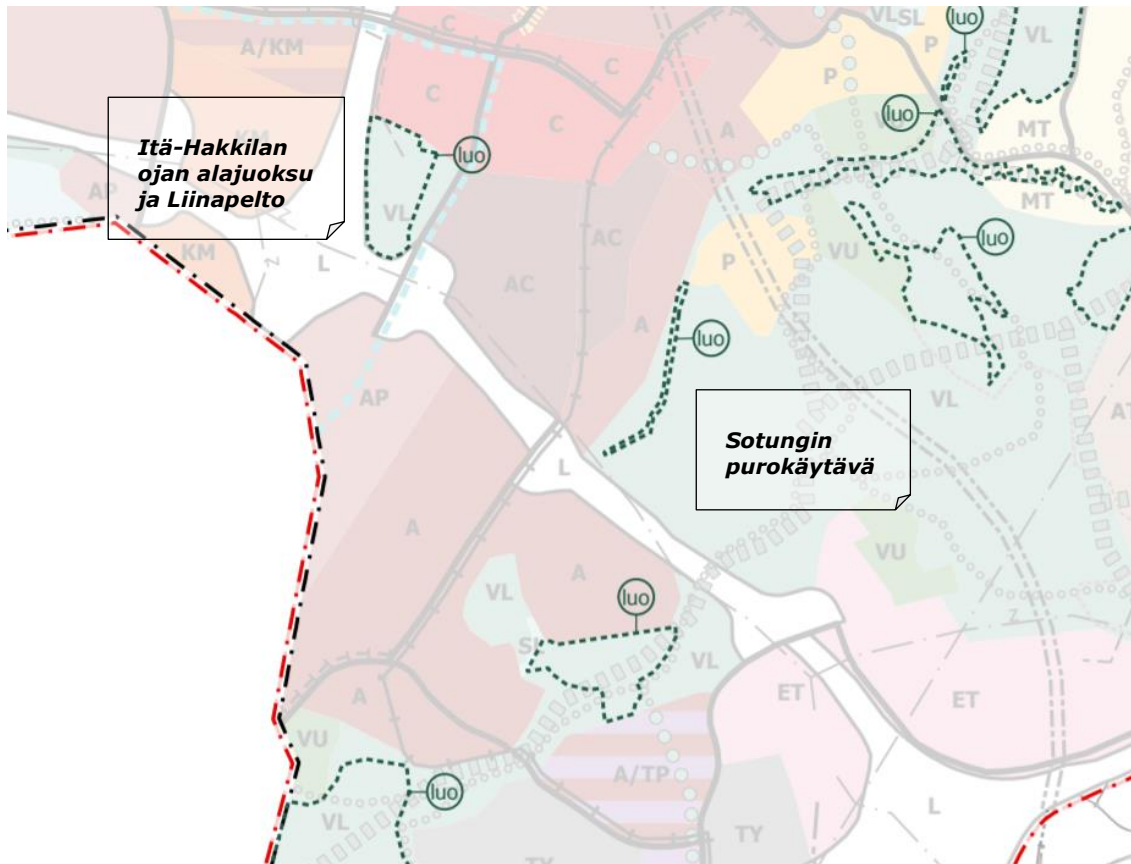 VL
SL
luo
VL
A/KM
P
C
P
C
C
luo
KM
A
MT
Itä-Hakkilan
ojan alajuoksu
ja Liinapelto
luo
AP
MT
VL
AC
luo
KM
L
P
VU
AC
A
luo
AP
VL
AT
Sotungin
purokäytävä
L
A
VU
A
VL
luo
VL
ET
A
ET
VU
A/TP
luo
L
VL
TY
TY